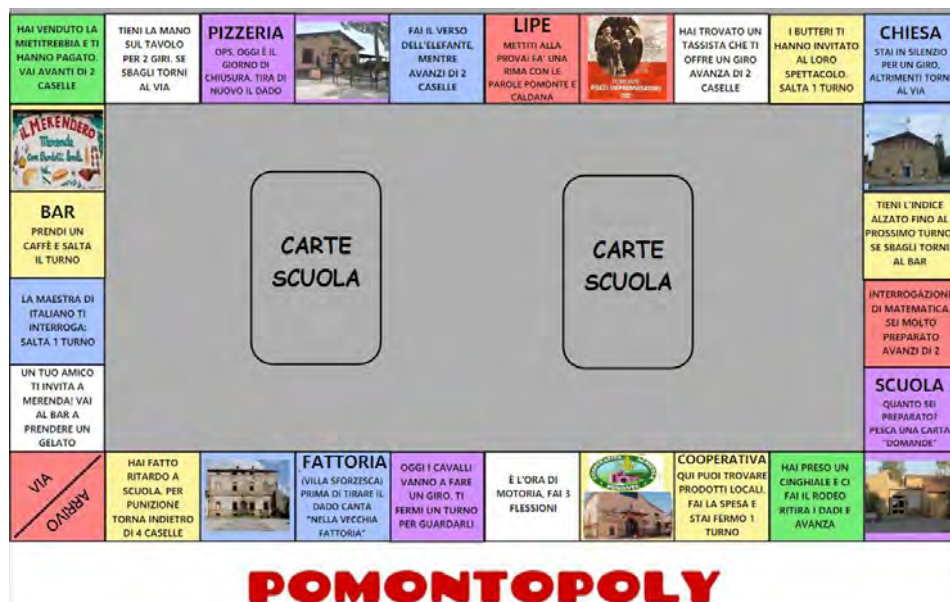 HAI VENDUTO LA
MIETITREBBIA E TI
HANNO PAGATO.
VAI AVANTI DI 2
CASELLE
TIENI LA MANO
SUL TAVOLO
PER 2 GIRI. SE
SBAGLI TORNI
AL VIA
PIZZERIA
OPS, OGGI È IL
GIORNO DI
CHIUSURA. TIRA DI
NUOVO IL DADO
FAI IL VERSO
DELL'ELEFANTE,
MENTRE
AVANZI DI 2
CASELLE
LIPE
METTITI ALLA
PROVA! FA' UNA
RIMA CON LE
PAROLE POMONTE E
CALDANA
POMONTE
POETI IMPROVVISATORI
HAI TROVATO UN
TASSISTA CHE TI
OFFRE UN GIRO
AVANZA DI 2
CASELLE
I BUTTERI TI
HANNO INVITATO
AL LORO
SPETTACOLO.
SALTA 1 TURNO
CHIESA
STAI IN SILENZIO
PER UN GIRO,
ALTRIMENTI TORNI
AL VIA
IL MERENDERO
Merenda
con Prodotti locali
BAR
PRENDI UN
CAFFÈ E SALTA
IL TURNO
LA MAESTRA DI
ITALIANO TI
INTERROGA:
SALTA 1 TURNO
UN TUO AMICO
TI INVITA A
MERENDA! VAI
AL BAR A
PRENDERE UN
GELATO
CARTE
SCUOLA
CARTE
SCUOLA
TIENI L'INDICE
ALZATO FINO AL
PROSSIMO TURNO,
SE SBAGLI TORNI
AL BAR
INTERROGAZIONE
DI MATEMATICA
SEI MOLTO
PREPARATO
AVANZI DI 2
SCUOLA
QUANTO SEI
PREPARATO?
PESCA UNA CARTA
"DOMANDE"
VIA
ARRIVO
HAI FATTO
RITARDO A
SCUOLA. PER
PUNIZIONE
TORNA INDIETRO
DI 4 CASELLE
FATTORIA
(VILLA SFORZESCA)
PRIMA DI TIRARE IL
DADO CANTA
"NELLA VECCHIA
FATTORIA"
OGGI I CAVALLI
VANNO A FARE
UN GIRO. TI
FERMI UN TURNO
PER GUARDARLI
È L'ORA DI
MOTORIA, FAI 3
FLESSIONI
COOPERATIVA
QUI PUOI TROVARE
PRODOTTI LOCALI.
FAI LA SPESA E
STAI FERMO 1
TURNO
HAI PRESO UN
CINGHIALE E CI
FAI IL RODEO
RITIRA I DADI E
AVANZA
POMONTOPOLY